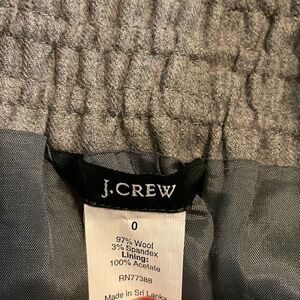 J.CREW
0
97% Wool
3% Spandex
Lining:
100% Acetate
RN77388
Made in Sri Lanka